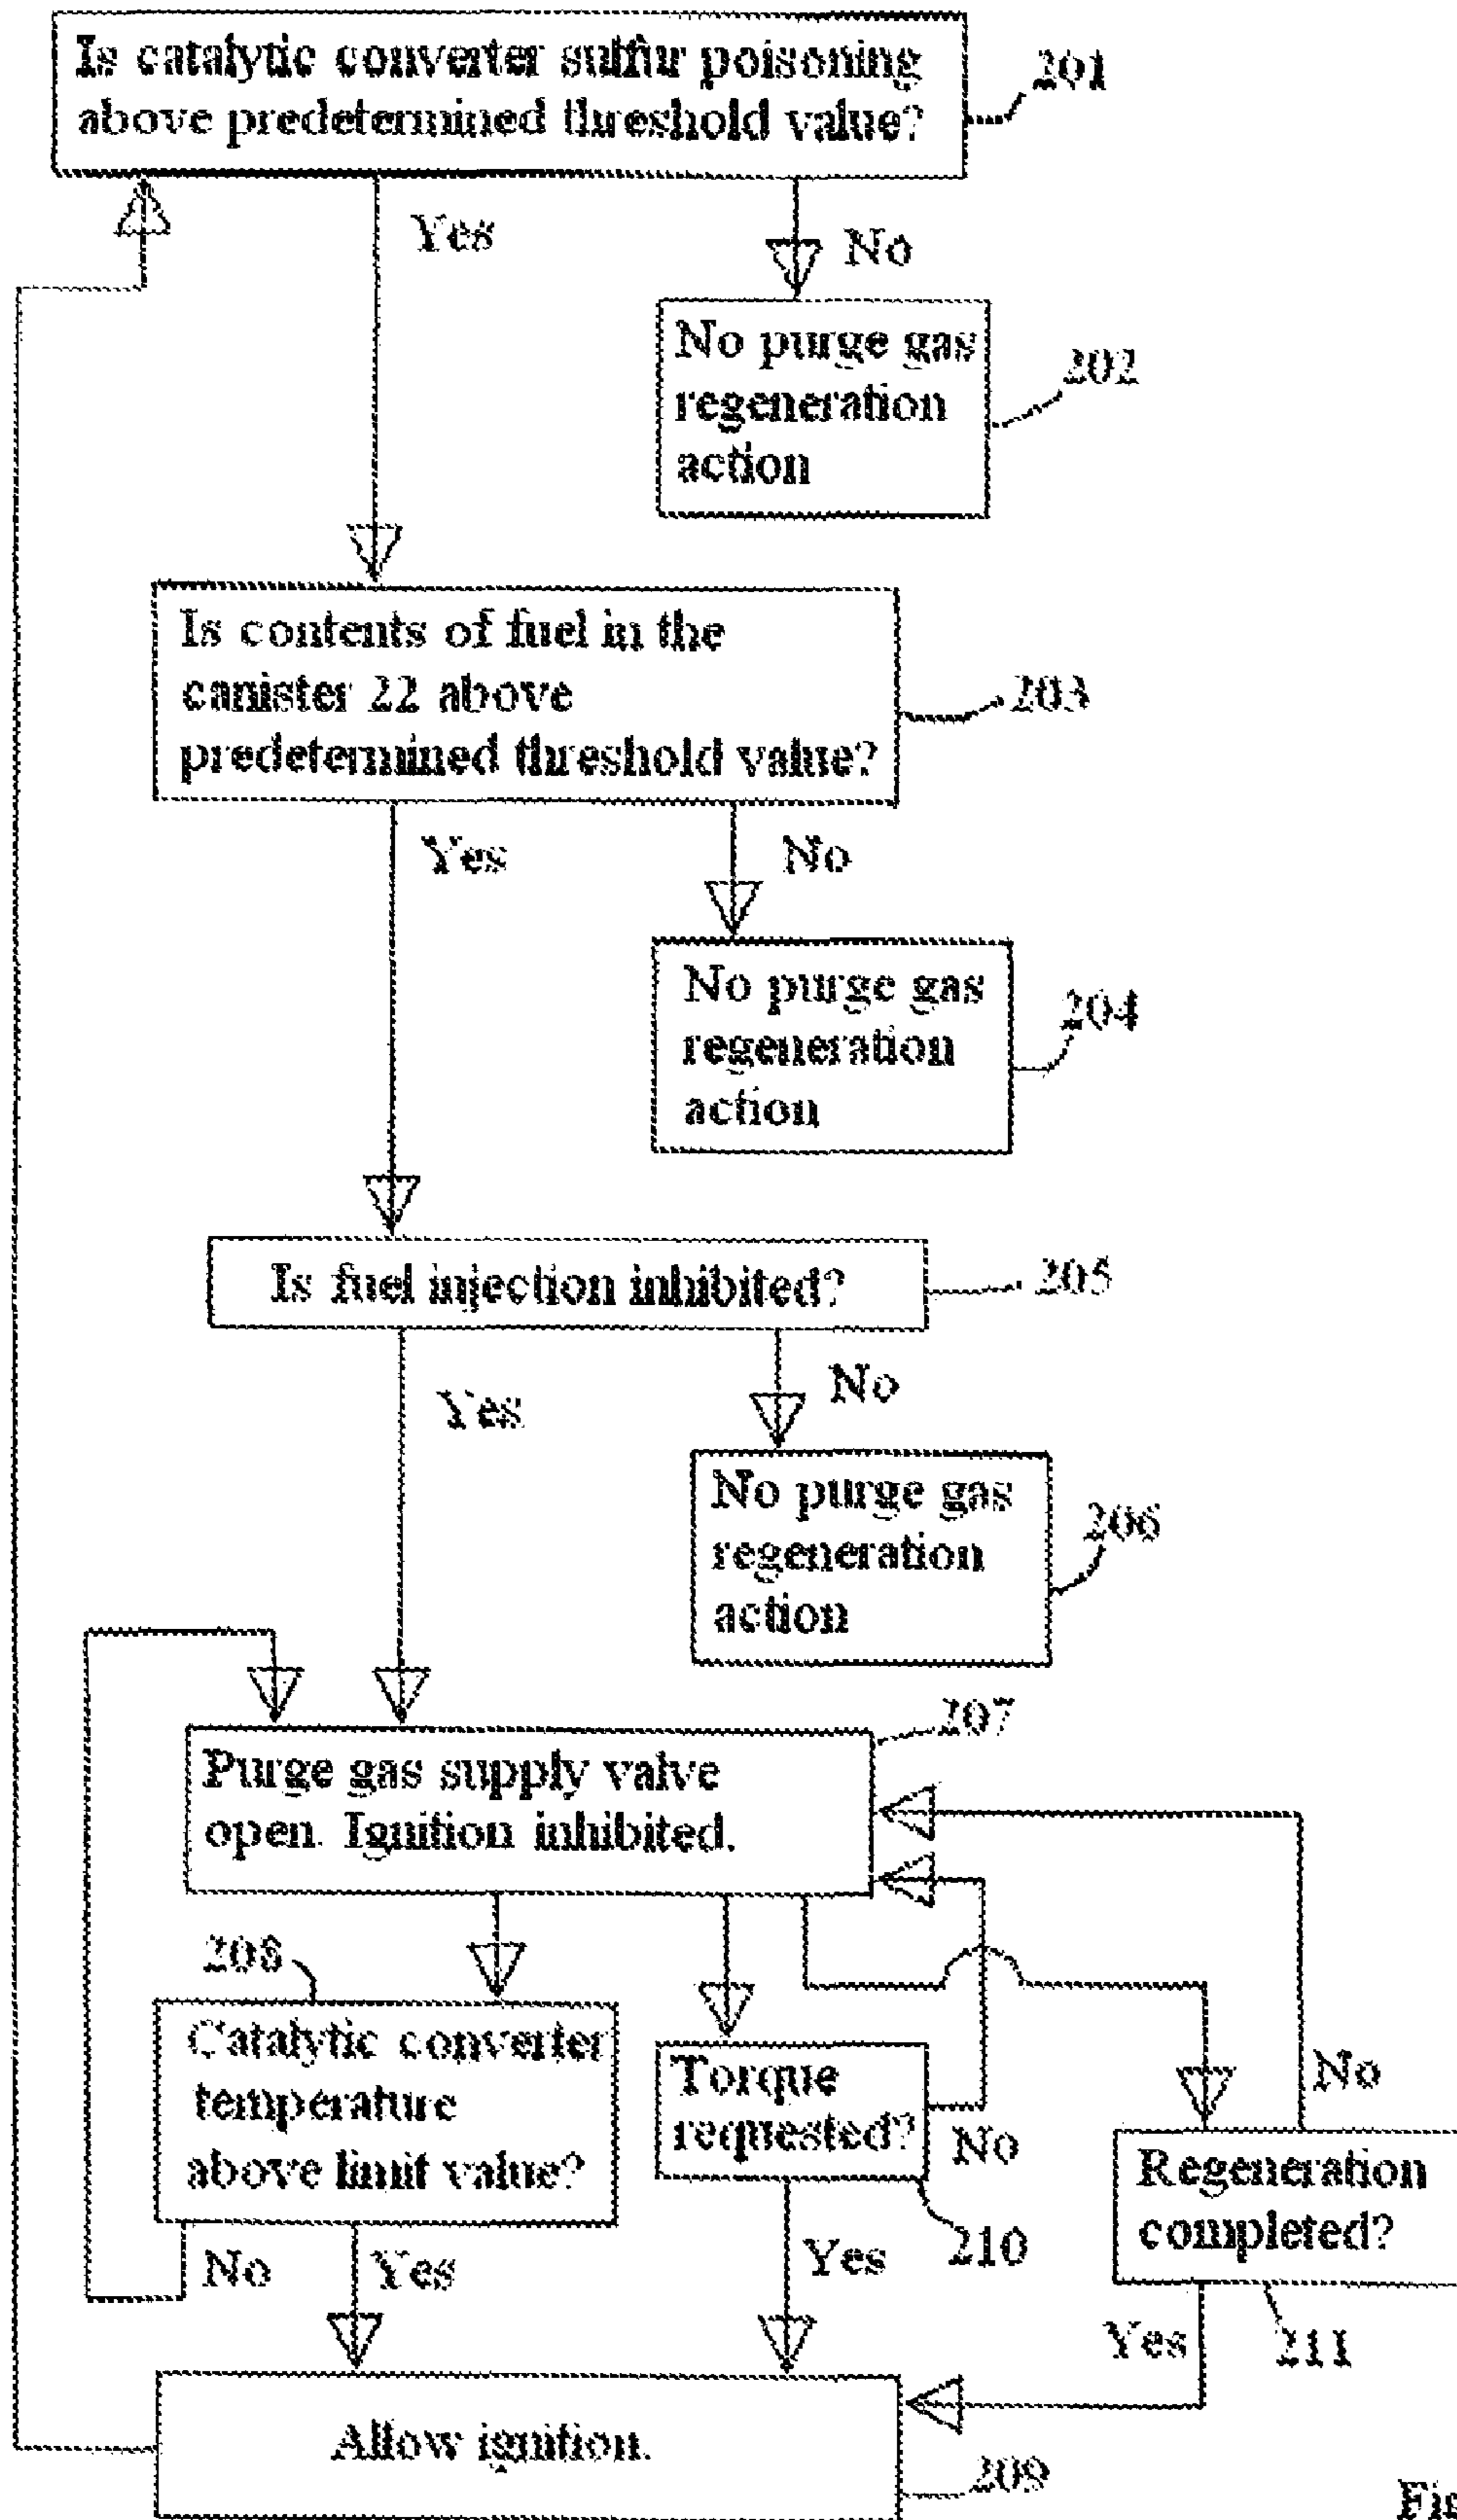 Is catalytic converter sulfur poisoning
above predetermined threshold value?
201
Yes
No
No purge gas
regeneration
action
202
Is contents of fuel in the
canister 22 above
predetermined threshold value?
203
Yes
No
No purge gas
regeneration
action
204
Is fuel injection inhibited?
205
Yes
No
No purge gas
regeneration
action
206
207
Purge gas supply valve
open. Ignition inhibited.
208
Catalytic converter
temperature
above limit value?
Torque
requested?
No
No
Regeneration
completed?
210
No
Yes
Yes
Yes
211
Allow ignition.
209
Fig